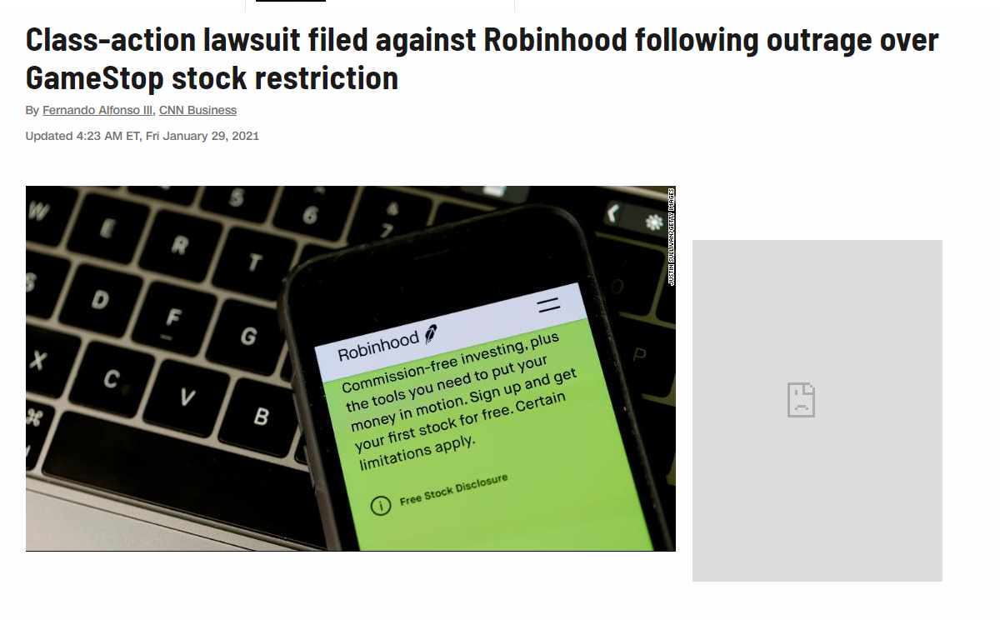 Class-action lawsuit filed against Robinhood following outrage over
GameStop stock restriction
By Fernando Alfonso III, CNN Business
Updated 4:23 AM ET, Fri January 29, 2021
JUSTIN SULLIVAN/GETTY IMAGES
5
6
&
7
W
E
R
T
S
D
F
G
O
P
X
C
V
B
⌘
Robinhood
Commission-free investing, plus
the tools you need to put your
money in motion. Sign up and get
your first stock for free. Certain
limitations apply.
Free Stock Disclosure